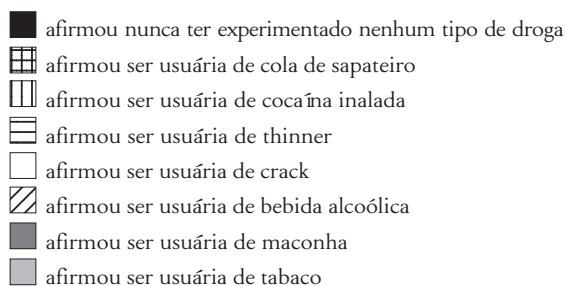 afirmou nunca ter experimentado nenhum tipo de droga
afirmou ser usuária de cola de sapateiro
afirmou ser usuária de cocaína inalada
afirmou ser usuária de thinner
afirmou ser usuária de crack
afirmou ser usuária de bebida alcoólica
afirmou ser usuária de maconha
afirmou ser usuária de tabaco